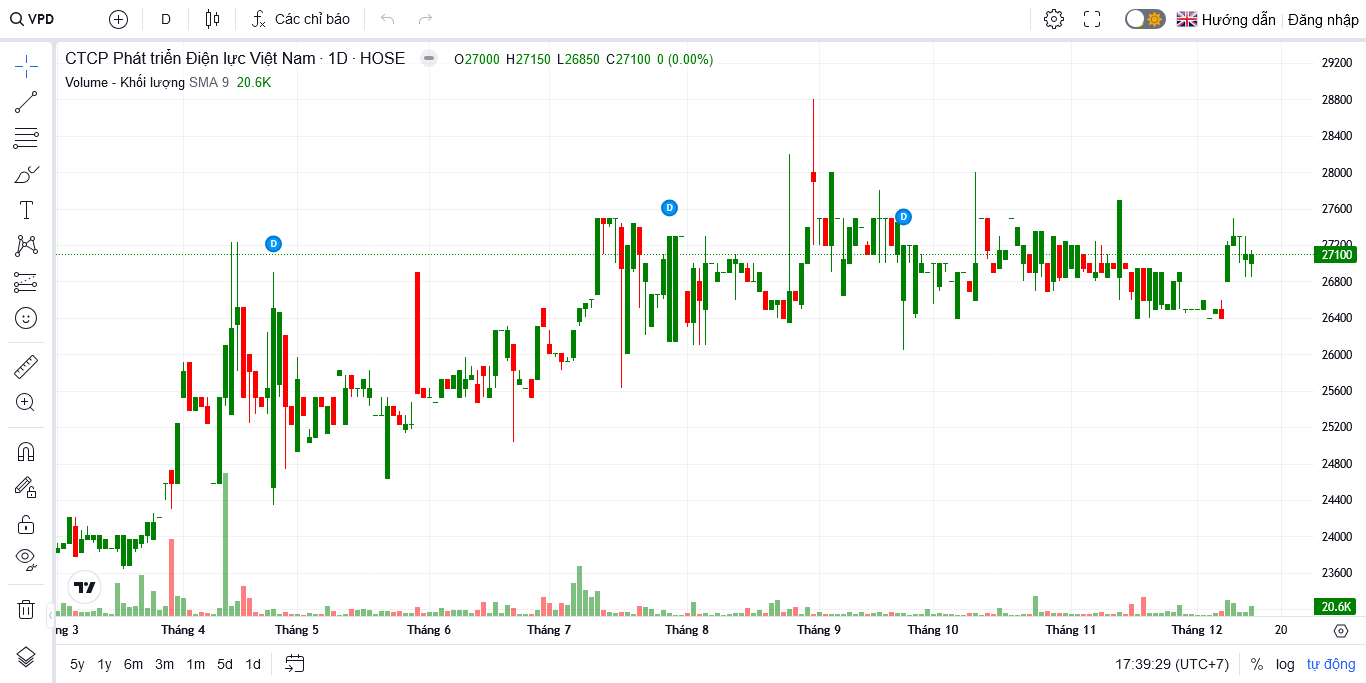 VPD D Các chỉ báo Hướng dẫn Đăng nhập
CTCP Phát triển Điện lực Việt Nam · 1D · HOSE O27000 H27150 L26850 C27100 0 (0.00%)
Volume - Khối lượng SMA 9 20.6K
29200
28800
28400
28000
27600
27200
27100
26800
26400
26000
25600
25200
24800
24400
24000
23600
20.6K
D
D
D
ng 3 Tháng 4 Tháng 5 Tháng 6 Tháng 7 Tháng 8 Tháng 9 Tháng 10 Tháng 11 Tháng 12 20
5y 1y 6m 3m 1m 5d 1d 17:39:29 (UTC+7) % log tự động